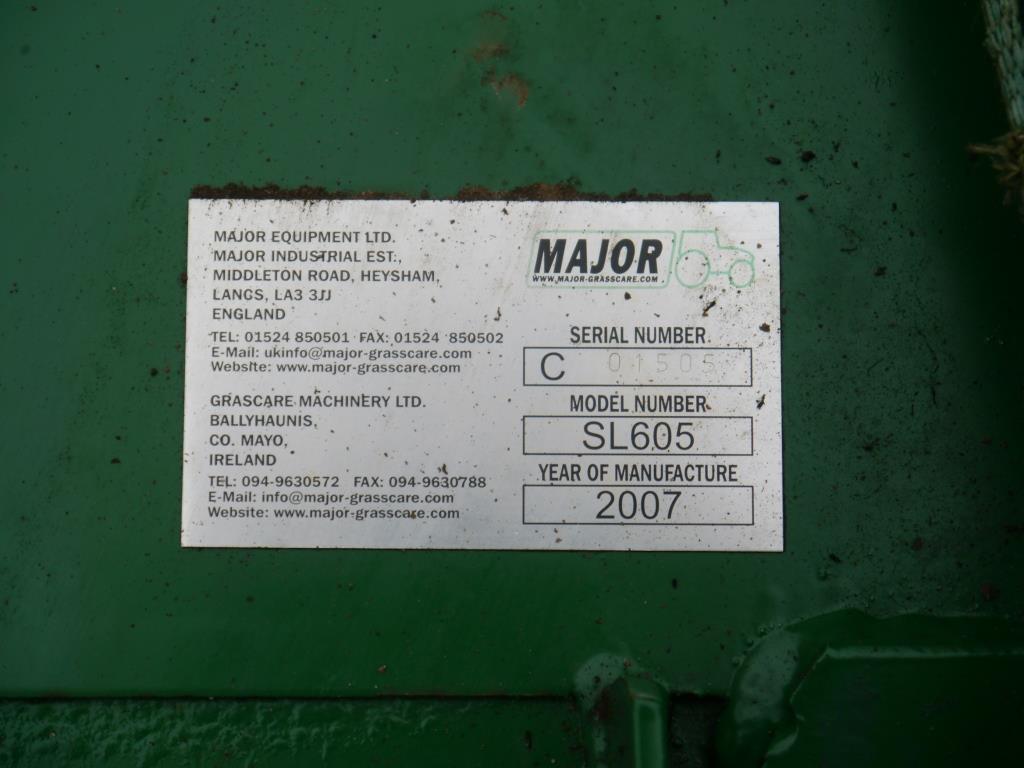 MAJOR EQUIPMENT LTD.
MAJOR INDUSTRIAL EST.,
MIDDLETON ROAD, HEYSHAM,
LANCS, LA3 3JJ
ENGLAND
TEL: 01524 850501 FAX: 01524 850502
E-Mail: ukinfo@major-grasscare.com
Website: www.major-grasscare.com
GRASCARE MACHINERY LTD.
BALLYHAUNIS,
CO. MAYO,
IRELAND
TEL: 094-9630572 FAX: 094-9630788
E-Mail: info@major-grasscare.com
Website: www.major-grasscare.com
MAJOR
WWW.MAJOR-GRASSCARE.COM
SERIAL NUMBER
C 01505
MODEL NUMBER
SL605
YEAR OF MANUFACTURE
2007